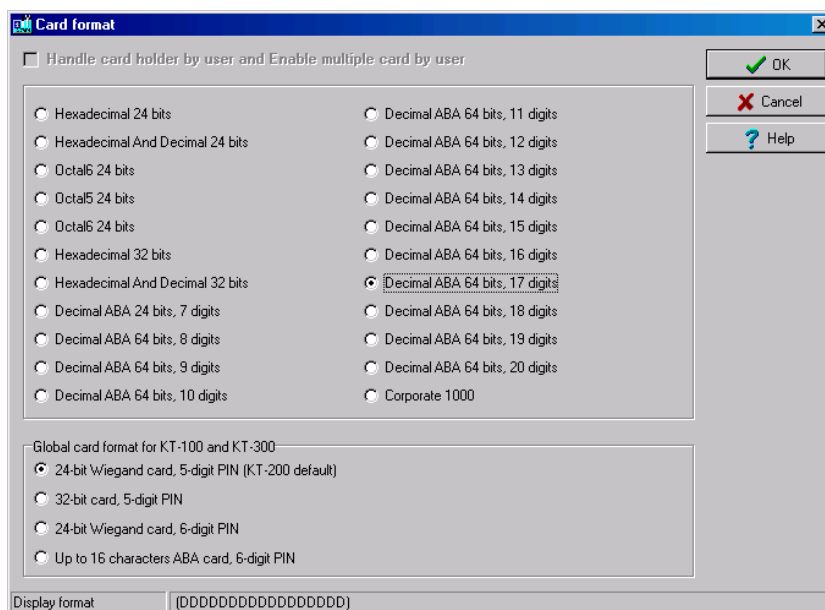 Card format
Handle card holder by user and Enable multiple card by user
OK
Cancel
Help
Hexadecimal 24 bits
Hexadecimal And Decimal 24 bits
Octal6 24 bits
Octal5 24 bits
Octal6 24 bits
Hexadecimal 32 bits
Hexadecimal And Decimal 32 bits
Decimal ABA 24 bits, 7 digits
Decimal ABA 64 bits, 8 digits
Decimal ABA 64 bits, 9 digits
Decimal ABA 64 bits, 10 digits
Decimal ABA 64 bits, 11 digits
Decimal ABA 64 bits, 12 digits
Decimal ABA 64 bits, 13 digits
Decimal ABA 64 bits, 14 digits
Decimal ABA 64 bits, 15 digits
Decimal ABA 64 bits, 16 digits
Decimal ABA 64 bits, 17 digits
Decimal ABA 64 bits, 18 digits
Decimal ABA 64 bits, 19 digits
Decimal ABA 64 bits, 20 digits
Corporate 1000
Global card format for KT-100 and KT-300
24-bit Wiegand card, 5-digit PIN (KT-200 default)
32-bit card, 5-digit PIN
24-bit Wiegand card, 6-digit PIN
Up to 16 characters ABA card, 6-digit PIN
Display format (DDDDDDDDDDDDDDDDD)